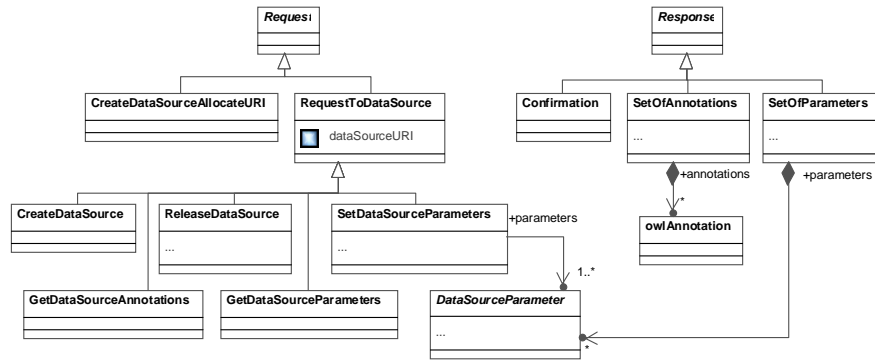 Request
Response
CreateDataSourceAllocateURI
RequestToDataSource
dataSourceURI
Confirmation
SetOfAnnotations
...
SetOfParameters
...
+annotations
+parameters
*
CreateDataSource
ReleaseDataSource
...
SetDataSourceParameters
...
+parameters
owlAnnotation
1..*
GetDataSourceAnnotations
GetDataSourceParameters
DataSourceParameter
...
*